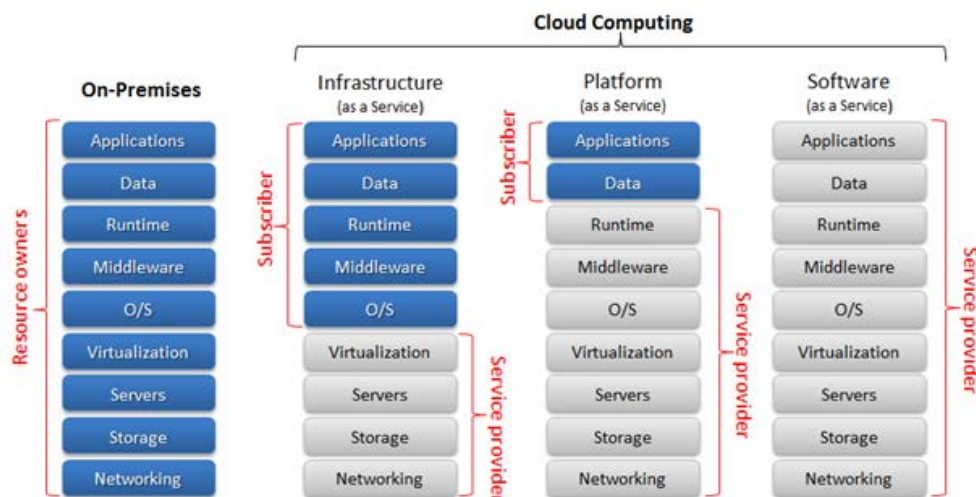 Cloud Computing
On-Premises
Resource owners
Applications
Data
Runtime
Middleware
O/S
Virtualization
Servers
Storage
Networking
Infrastructure
(as a Service)
Subscriber
Applications
Data
Runtime
Middleware
O/S
Virtualization
Servers
Storage
Networking
Service provider
Platform
(as a Service)
Subscriber
Applications
Data
Runtime
Middleware
O/S
Virtualization
Servers
Storage
Networking
Service provider
Software
(as a Service)
Applications
Data
Runtime
Middleware
O/S
Virtualization
Servers
Storage
Networking
Service provider